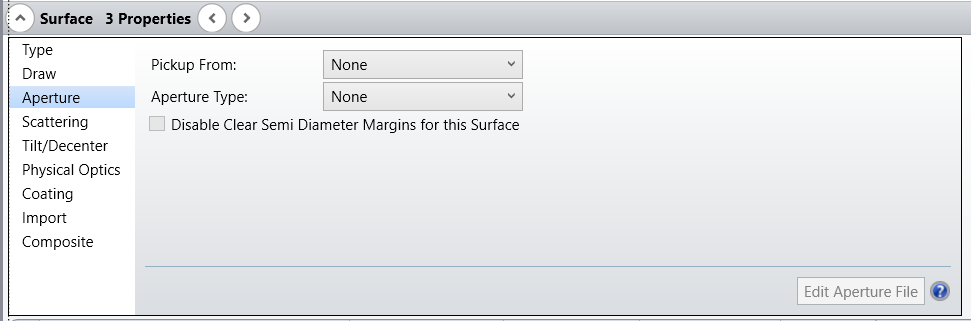 Surface 3 Properties
Type
Draw
Aperture
Scattering
Tilt/Decenter
Physical Optics
Coating
Import
Composite
Pickup From: None
Aperture Type: None
Disable Clear Semi Diameter Margins for this Surface
Edit Aperture File ?